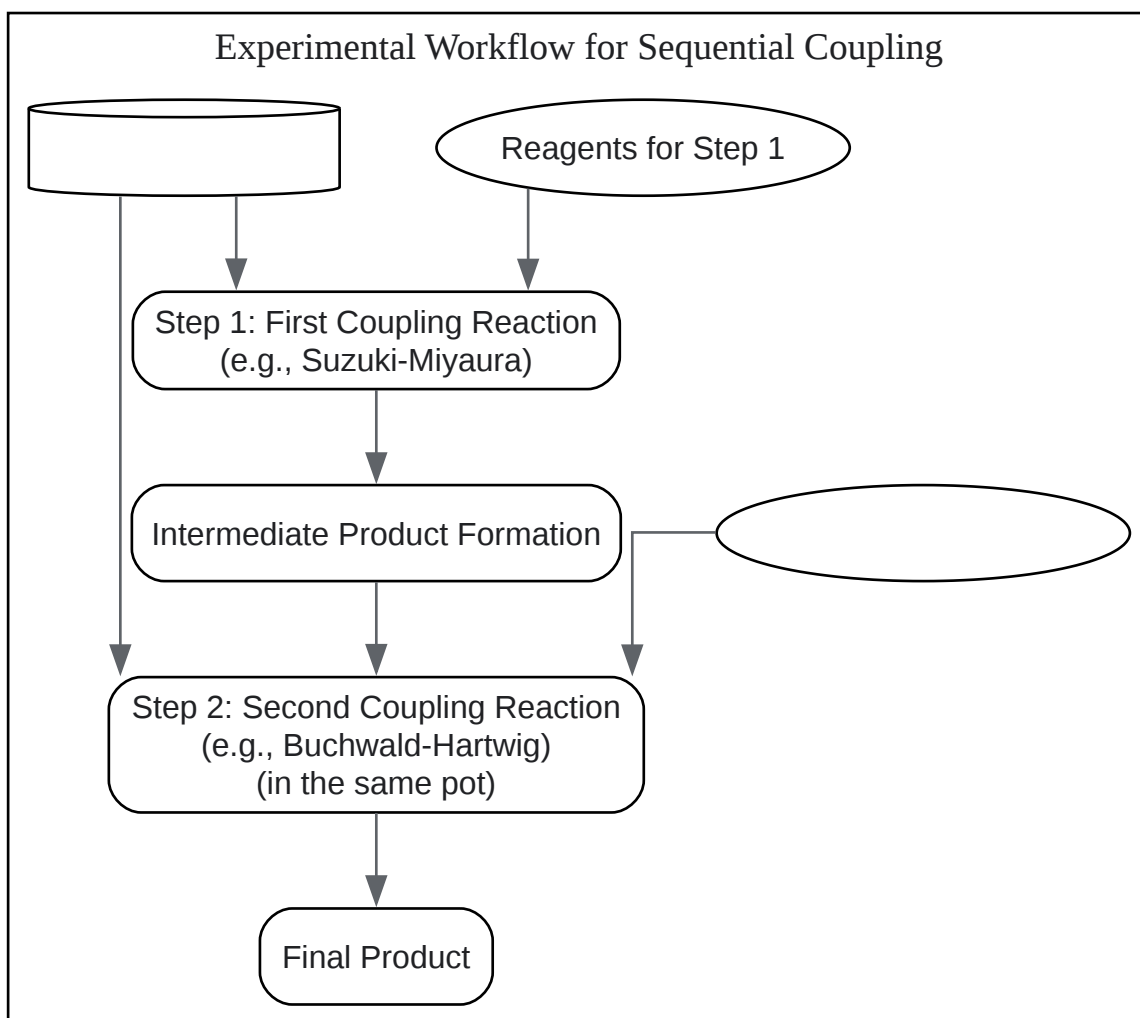 Experimental Workflow for Sequential Coupling
Reagents for Step 1
Step 1: First Coupling Reaction
(e.g., Suzuki-Miyaura)
Intermediate Product Formation
Step 2: Second Coupling Reaction
(e.g., Buchwald-Hartwig)
(in the same pot)
Final Product